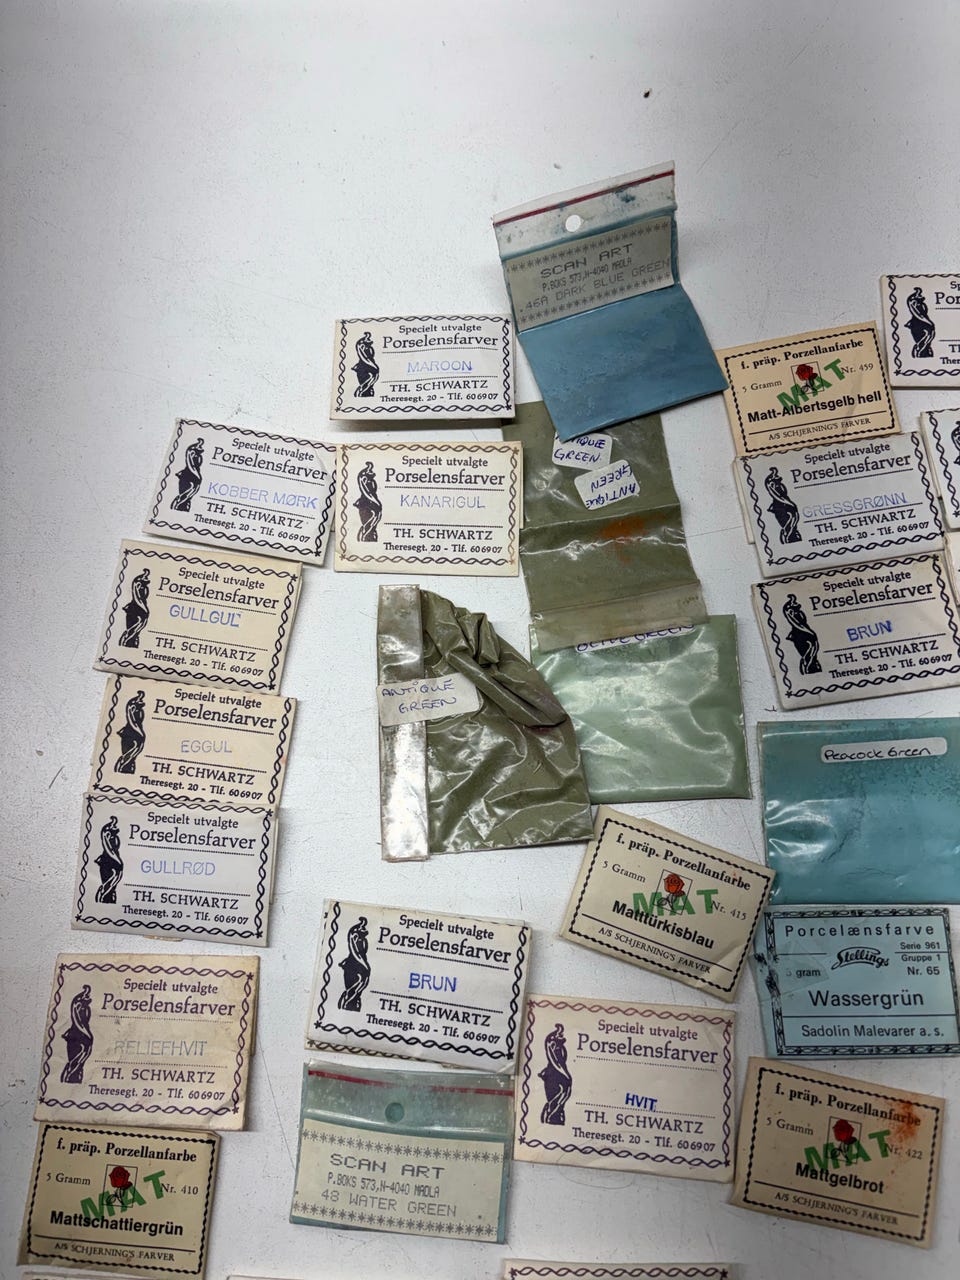 SCAN ART
P.BOKS 573,N-4040 MADLA
.46A DARK BLUE GREEN
Specielt utvalgte
Porselensfarver
MAROON
TH. SCHWARTZ
Theresegt. 20 - Tlf. 606907
f. präp. Porzellanfarbe
5 Gramm
MAT
Nr. 459
Matt-Albertsgelb hell
A/S SCHJERNING'S FARVER
Specielt utvalgte
Porselensfarver
KOBBER MØRK
TH. SCHWARTZ
Theresegt. 20 - Tlf. 606907
Specielt utvalgte
Porselensfarver
KANARIGUL
TH. SCHWARTZ
Theresegt. 20 - Tlf. 606907
ANTIQUE
GREEN
ANTIQUE
GREEN
Specielt utvalgte
Porselensfarver
GRESSGRØNN
TH. SCHWARTZ
Theresegt. 20 - Tlf. 606907
Specielt utvalgte
Porselensfarver
GULLGUL
TH. SCHWARTZ
Theresegt. 20 - Tlf. 606907
Specielt utvalgte
Porselensfarver
BRUN
TH. SCHWARTZ
Theresegt. 20 - Tlf. 606907
OLIVE GREEN
ANTIQUE
GREEN
Specielt utvalgte
Porselensfarver
EGGUL
TH. SCHWARTZ
Theresegt. 20 - Tlf. 606907
Peacock Green
Specielt utvalgte
Porselensfarver
GULLRØD
TH. SCHWARTZ
Theresegt. 20 - Tlf. 606907
f. präp. Porzellanfarbe
5 Gramm
MAT
Nr. 415
Mattürkisblau
A/S SCHJERNING'S FARVER
Porcelænsfarve
Stellings
Serie 961
Gruppe 1
5 gram
Nr. 65
Wassergrün
Sadolin Malevarer a.s.
Specielt utvalgte
Porselensfarver
BRUN
TH. SCHWARTZ
Theresegt. 20 - Tlf. 606907
Specielt utvalgte
Porselensfarver
RELIEFHVIT
TH. SCHWARTZ
Theresegt. 20 - Tlf. 606907
Specielt utvalgte
Porselensfarver
HVIT
TH. SCHWARTZ
Theresegt. 20 - Tlf. 606907
SCAN ART
P.BOKS 573,N-4040 MADLA
48 WATER GREEN
f. präp. Porzellanfarbe
5 Gramm
MAT
Nr. 422
Mattgelbrot
A/S SCHJERNING'S FARVER
f. präp. Porzellanfarbe
5 Gramm
MAT
Nr. 410
Mattschattiergrün
A/S SCHJERNING'S FARVER